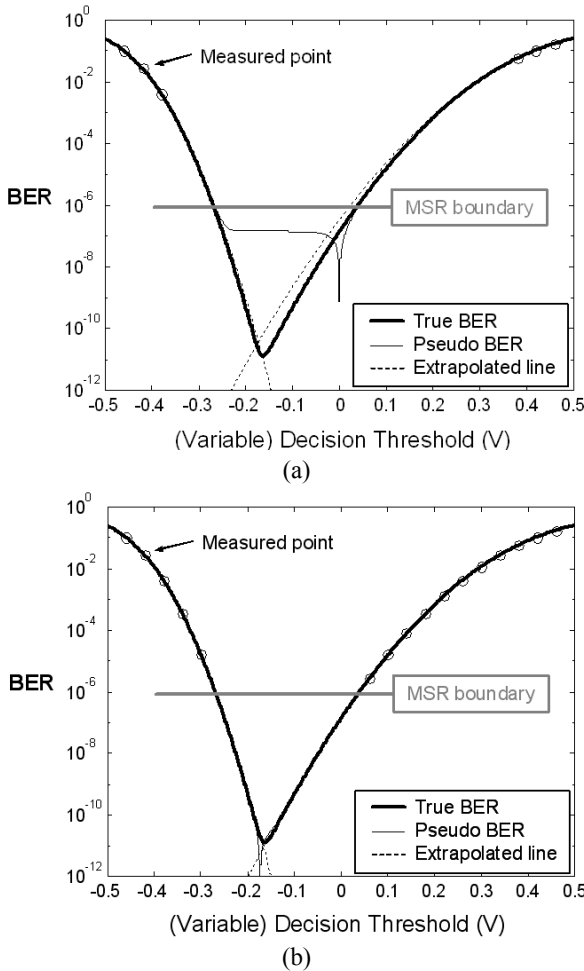 10^0
Measured point
10^-2
10^-4
BER
10^-6
MSR boundary
10^-8
10^-10
True BER
Pseudo BER
Extrapolated line
10^-12
-0.5 -0.4 -0.3 -0.2 -0.1 0 0.1 0.2 0.3 0.4 0.5
(Variable) Decision Threshold (V)
(a)
10^0
Measured point
10^-2
10^-4
BER
10^-6
MSR boundary
10^-8
10^-10
True BER
Pseudo BER
Extrapolated line
10^-12
-0.5 -0.4 -0.3 -0.2 -0.1 0 0.1 0.2 0.3 0.4 0.5
(Variable) Decision Threshold (V)
(b)